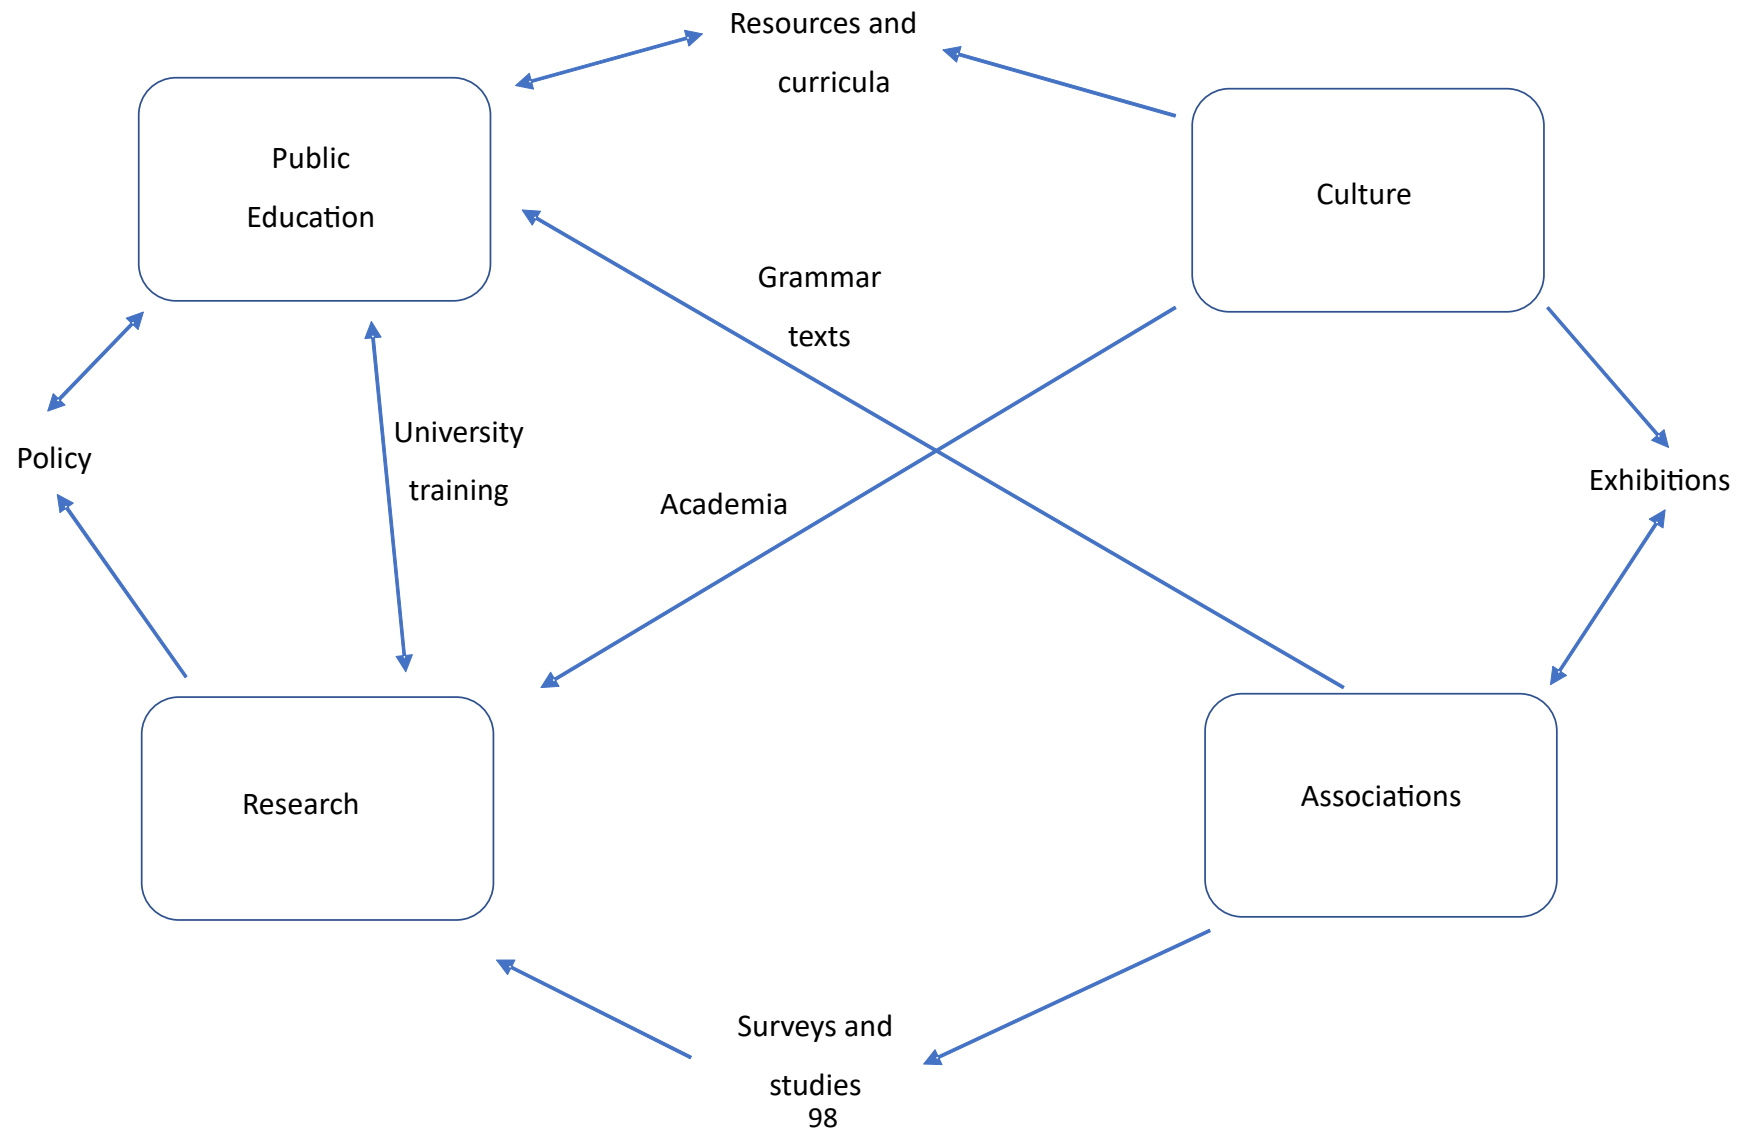 Resources and
curricula
Public
Education
Culture
Grammar
texts
University
training
Policy
Academia
Exhibitions
Research
Associations
Surveys and
studies
98